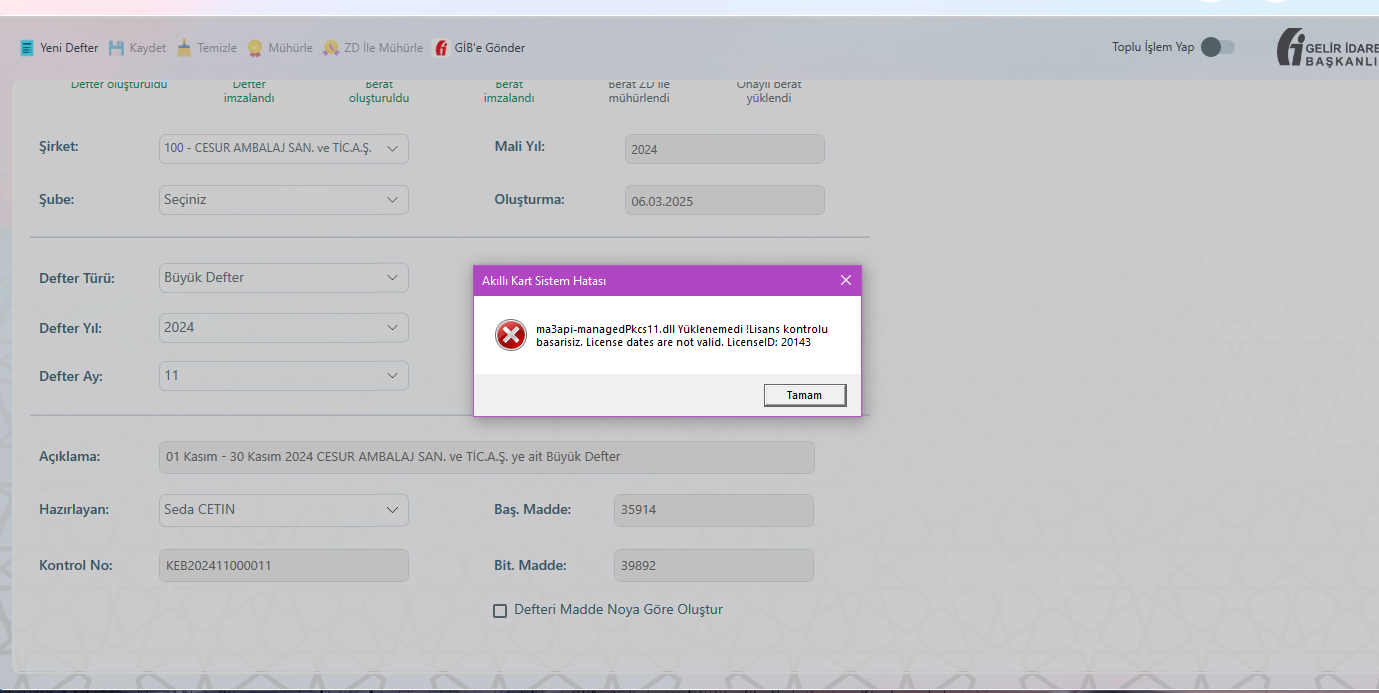 Yeni Defter Kaydet Temizle Mühürle ZD İle Mühürle GİB'e Gönder Toplu İşlem Yap GELİR İDARE
BAŞKANLI
Defter oluşturuldu
Defter
imzalandı
Berat
oluşturuldu
Berat
imzalandı
Berat ZD ile
mühürlendi
Onaylı berat
yüklendi
Şirket: 100 - CESUR AMBALAJ SAN. ve TİC.A.Ş. Mali Yıl: 2024
Şube: Seçiniz Oluşturma: 06.03.2025
Defter Türü: Büyük Defter
Defter Yıl: 2024
Defter Ay: 11
Akıllı Kart Sistem Hatası
ma3api-managedPkcs11.dll Yüklenemedi !Lisans kontrolu
basarisiz. License dates are not valid. LicenseID: 20143
Tamam
Açıklama: 01 Kasım - 30 Kasım 2024 CESUR AMBALAJ SAN. ve TİC.A.Ş. ye ait Büyük Defter
Hazırlayan: Seda CETIN Baş. Madde: 35914
Kontrol No: KEB202411000011 Bit. Madde: 39892
Defteri Madde Noya Göre Oluştur